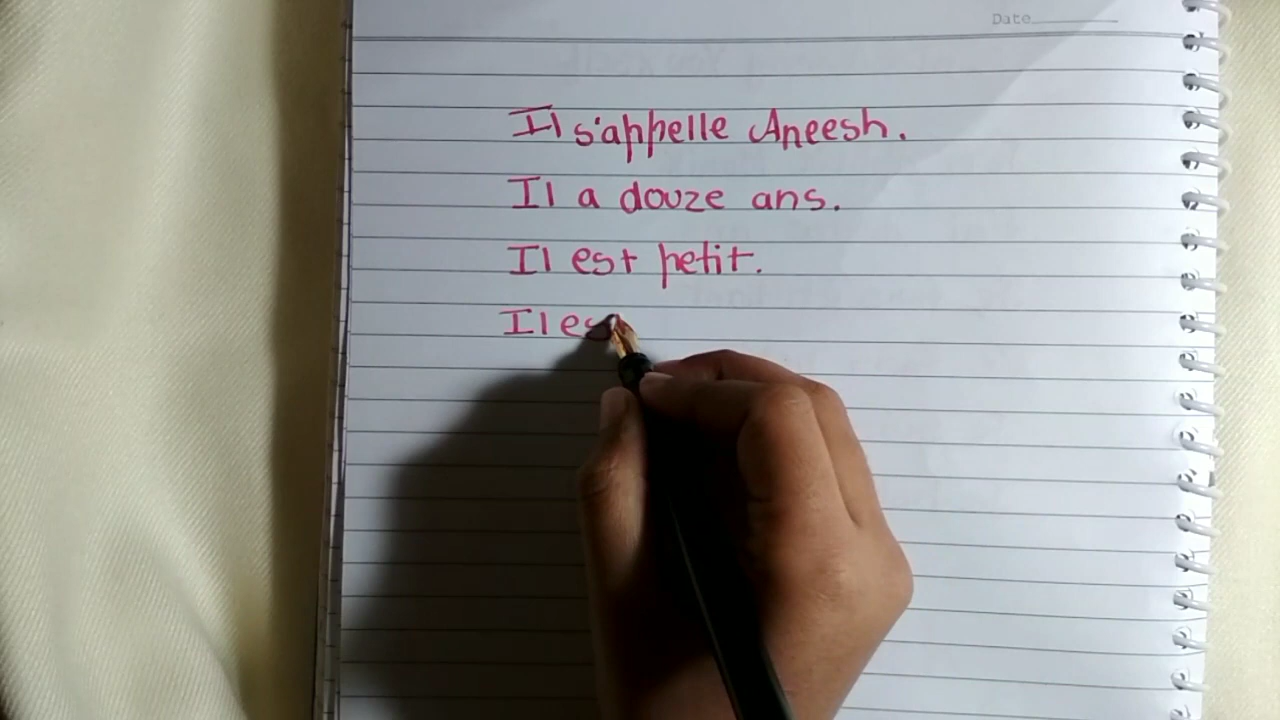 Date
Il s'appelle Aneesh.
Il a douze ans.
Il est petit.
Il es